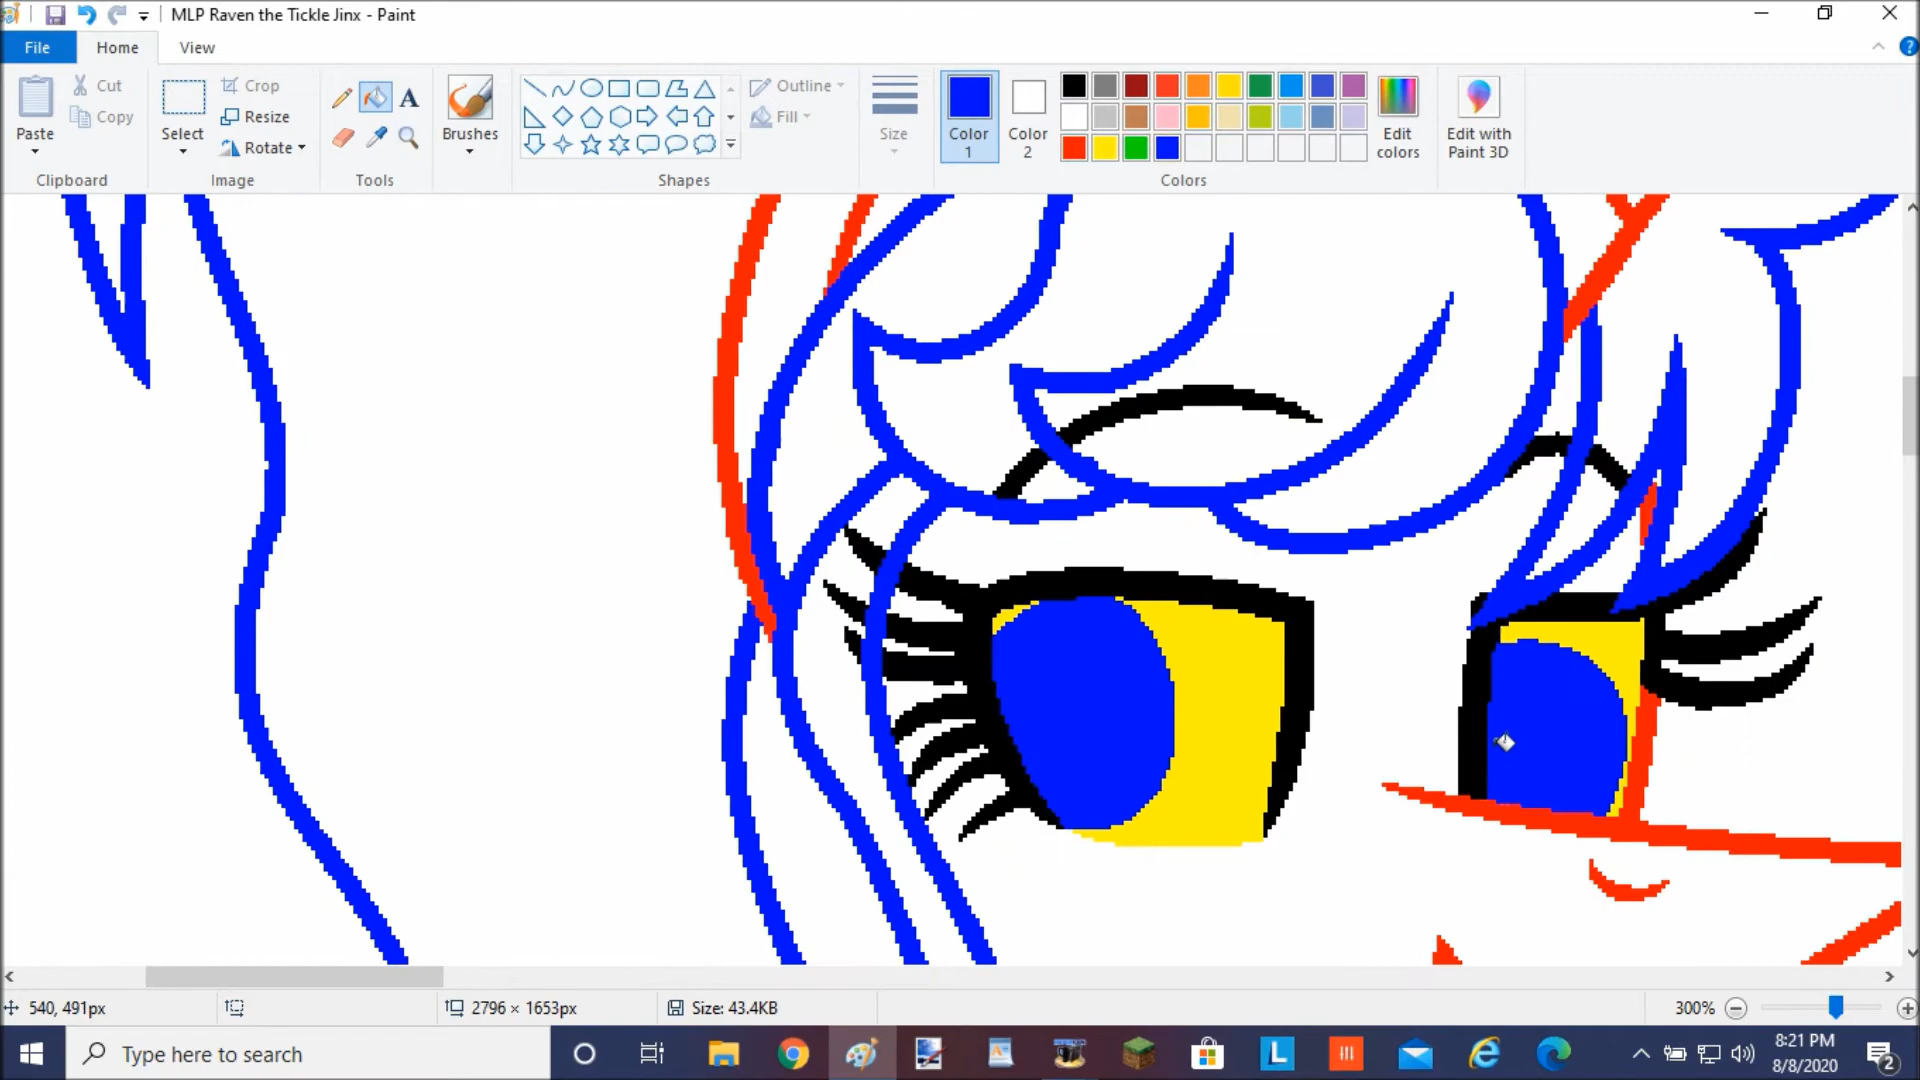 MLP Raven the Tickle Jinx - Paint
File
Home
View
Paste
Cut
Copy
Clipboard
Select
Crop
Resize
Rotate
Image
A
Tools
Brushes
Shapes
Outline
Fill
Size
Color 1
Color 2
Edit colors
Edit with Paint 3D
Colors
540, 491px
2796 × 1653px
Size: 43.4KB
300%
Type here to search
L
8:21 PM
8/8/2020
2